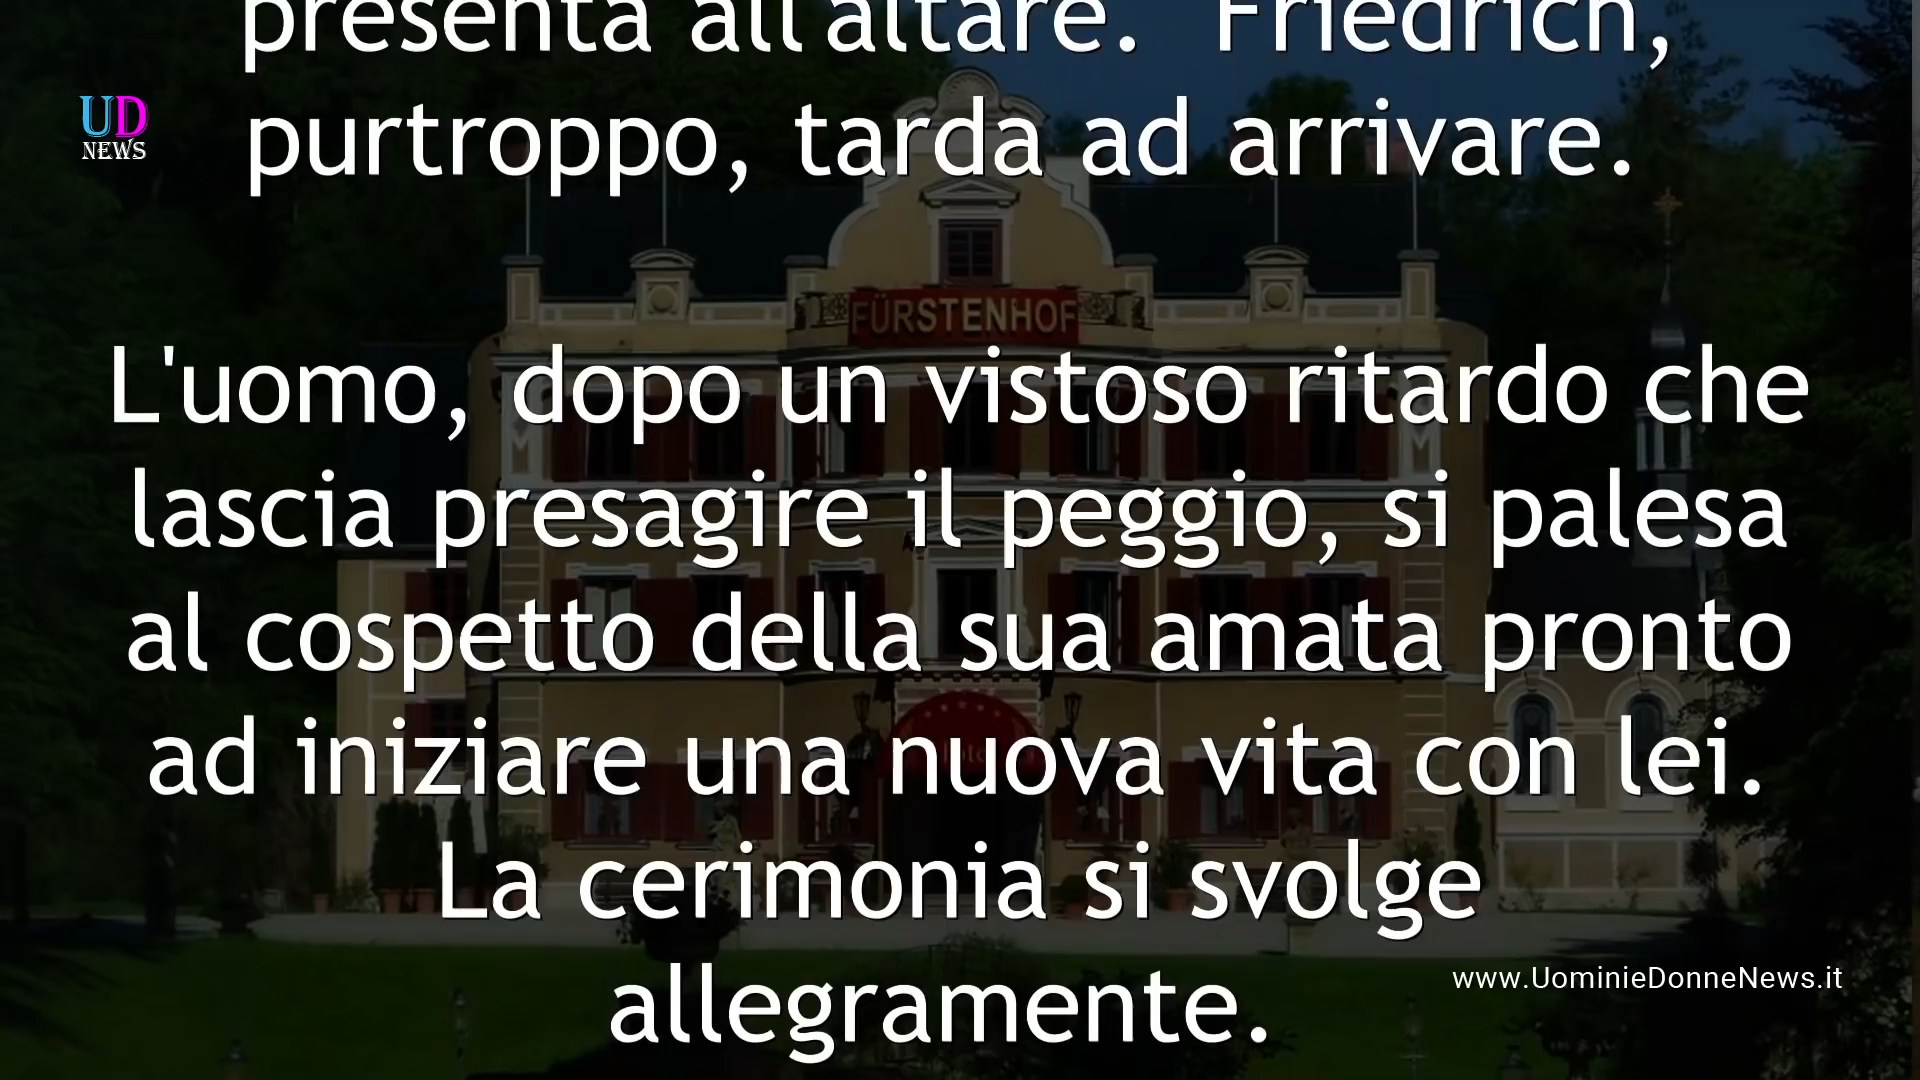 presenta all'altare. Friedrich,
UD
NEWS
purtroppo, tarda ad arrivare.
FÜRSTENHOF
L'uomo, dopo un vistoso ritardo che
lascia presagire il peggio, si palesa
al cospetto della sua amata pronto
ad iniziare una nuova vita con lei.
La cerimonia si svolge
www.UominieDonneNews.it
allegramente.